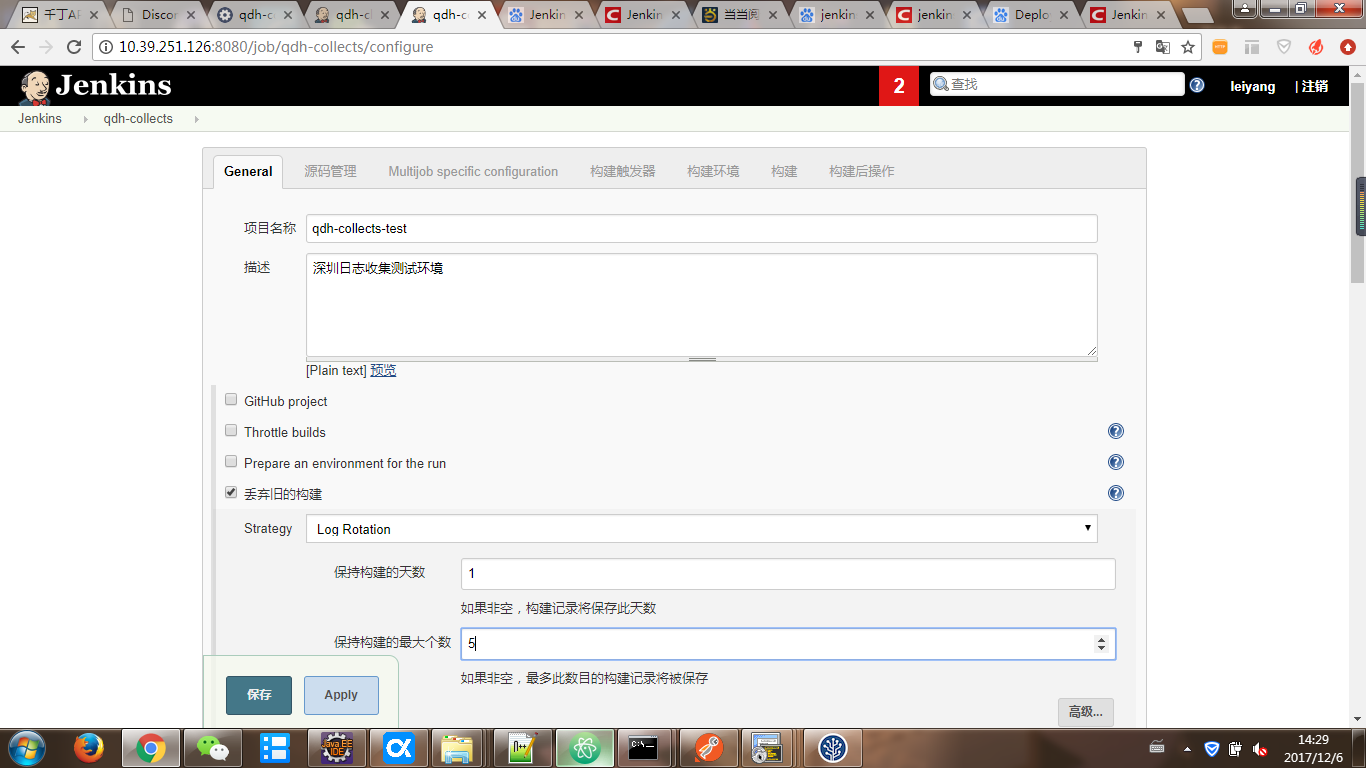 千丁AP
Discon
qdh-c
qdh-cl
qdh-c
Jenkin
Jenkin
当当阅
jenkin
jenkin
Deploy
Jenkin
10.39.251.126:8080/job/qdh-collects/configure
Jenkins
2
查找
leiyang
| 注销
Jenkins
qdh-collects
General
源码管理
Multijob specific configuration
构建触发器
构建环境
构建
构建后操作
项目名称
qdh-collects-test
描述
深圳日志收集测试环境
[Plain text] 预览
GitHub project
Throttle builds
Prepare an environment for the run
丢弃旧的构建
Strategy
Log Rotation
保持构建的天数
1
如果非空，构建记录将保存此天数
保持构建的最大个数
5
如果非空，最多此数目的构建记录将被保存
保存
Apply
高级...
Java EE
IDE
14:29
2017/12/6